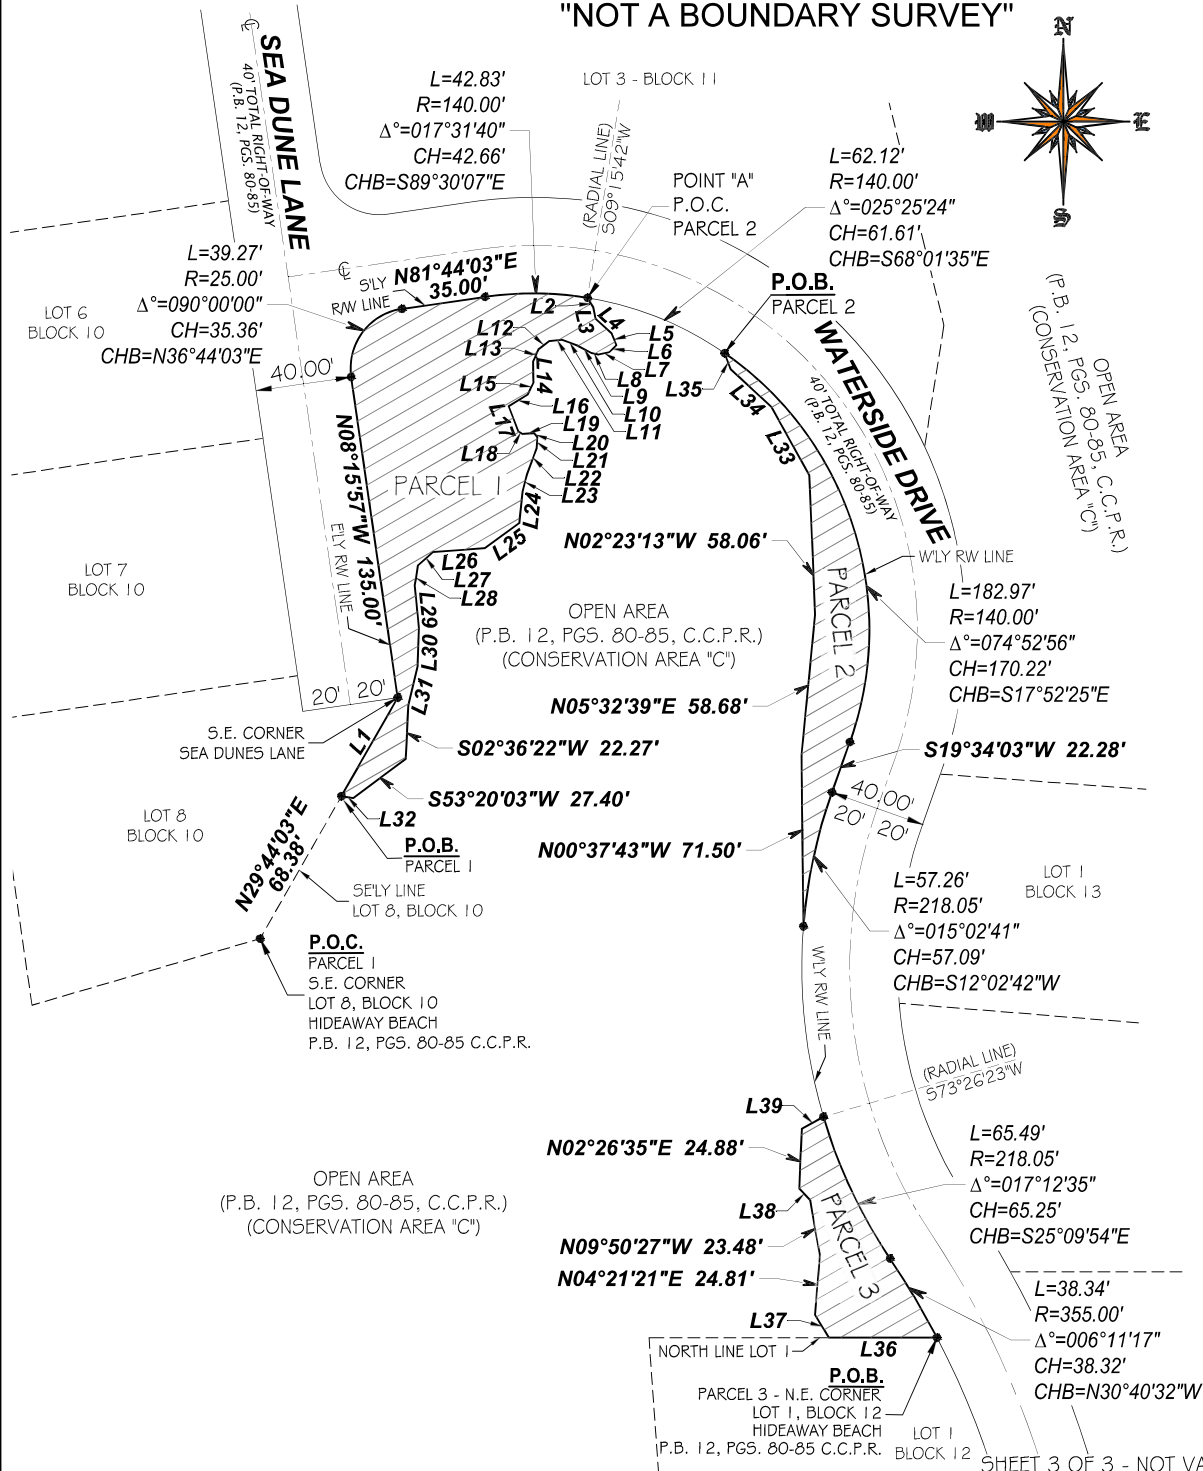 "NOT A BOUNDARY SURVEY"
N
W
E
S
℄
SEA DUNE LANE
40' TOTAL RIGHT-OF-WAY
(P.B. 12, PGS. 80-85)
L=42.83'
R=140.00'
Δ°=017°31'40"
CH=42.66'
CHB=S89°30'07"E
LOT 3 - BLOCK 11
(RADIAL LINE)
S09°15'42"W
POINT "A"
P.O.C.
PARCEL 2
L=62.12'
R=140.00'
Δ°=025°25'24"
CH=61.61'
CHB=S68°01'35"E
P.O.B.
PARCEL 2
L=39.27'
R=25.00'
Δ°=090°00'00"
CH=35.36'
CHB=N36°44'03"E
LOT 6
BLOCK 10
℄
S'LY
R/W LINE
N81°44'03"E
35.00'
40.00'
L2
L3
L4
L5
L6
L7
L8
L9
L10
L11
L12
L13
L14
L15
L16
L17
L18
L19
L20
L21
L22
L23
L24
L25
L26
L27
L28
L29
L30
L31
L35
L34
L33
WATERSIDE DRIVE
40' TOTAL RIGHT-OF-WAY
(P.B. 12, PGS. 80-85)
OPEN AREA
(P.B. 12, PGS. 80-85, C.C.P.R.)
(CONSERVATION AREA "C")
PARCEL 1
N08°15'57"W 135.00'
E'LY RW LINE
LOT 7
BLOCK 10
N02°23'13"W 58.06'
W'LY RW LINE
PARCEL 2
OPEN AREA
(P.B. 12, PGS. 80-85, C.C.P.R.)
(CONSERVATION AREA "C")
L=182.97'
R=140.00'
Δ°=074°52'56"
CH=170.22'
CHB=S17°52'25"E
20' 20'
N05°32'39"E 58.68'
S.E. CORNER
SEA DUNES LANE
L1
S02°36'22"W 22.27'
S19°34'03"W 22.28'
S53°20'03"W 27.40'
40.00'
20' 20'
L32
LOT 8
BLOCK 10
P.O.B.
PARCEL 1
N00°37'43"W 71.50'
N29°44'03"E
68.38'
SE'LY LINE
LOT 8, BLOCK 10
LOT 1
BLOCK 13
L=57.26'
R=218.05'
Δ°=015°02'41"
CH=57.09'
CHB=S12°02'42"W
P.O.C.
PARCEL 1
S.E. CORNER
LOT 8, BLOCK 10
HIDEAWAY BEACH
P.B. 12, PGS. 80-85 C.C.P.R.
W'LY RW LINE
(RADIAL LINE)
S73°26'23"W
L39
N02°26'35"E 24.88'
L=65.49'
R=218.05'
Δ°=017°12'35"
CH=65.25'
CHB=S25°09'54"E
OPEN AREA
(P.B. 12, PGS. 80-85, C.C.P.R.)
(CONSERVATION AREA "C")
L38
PARCEL 3
N09°50'27"W 23.48'
N04°21'21"E 24.81'
L=38.34'
R=355.00'
Δ°=006°11'17"
CH=38.32'
CHB=N30°40'32"W
L37
NORTH LINE LOT 1
L36
P.O.B.
PARCEL 3 - N.E. CORNER
LOT 1, BLOCK 12
HIDEAWAY BEACH
P.B. 12, PGS. 80-85 C.C.P.R.
LOT 1
BLOCK 12
SHEET 3 OF 3 - NOT VA